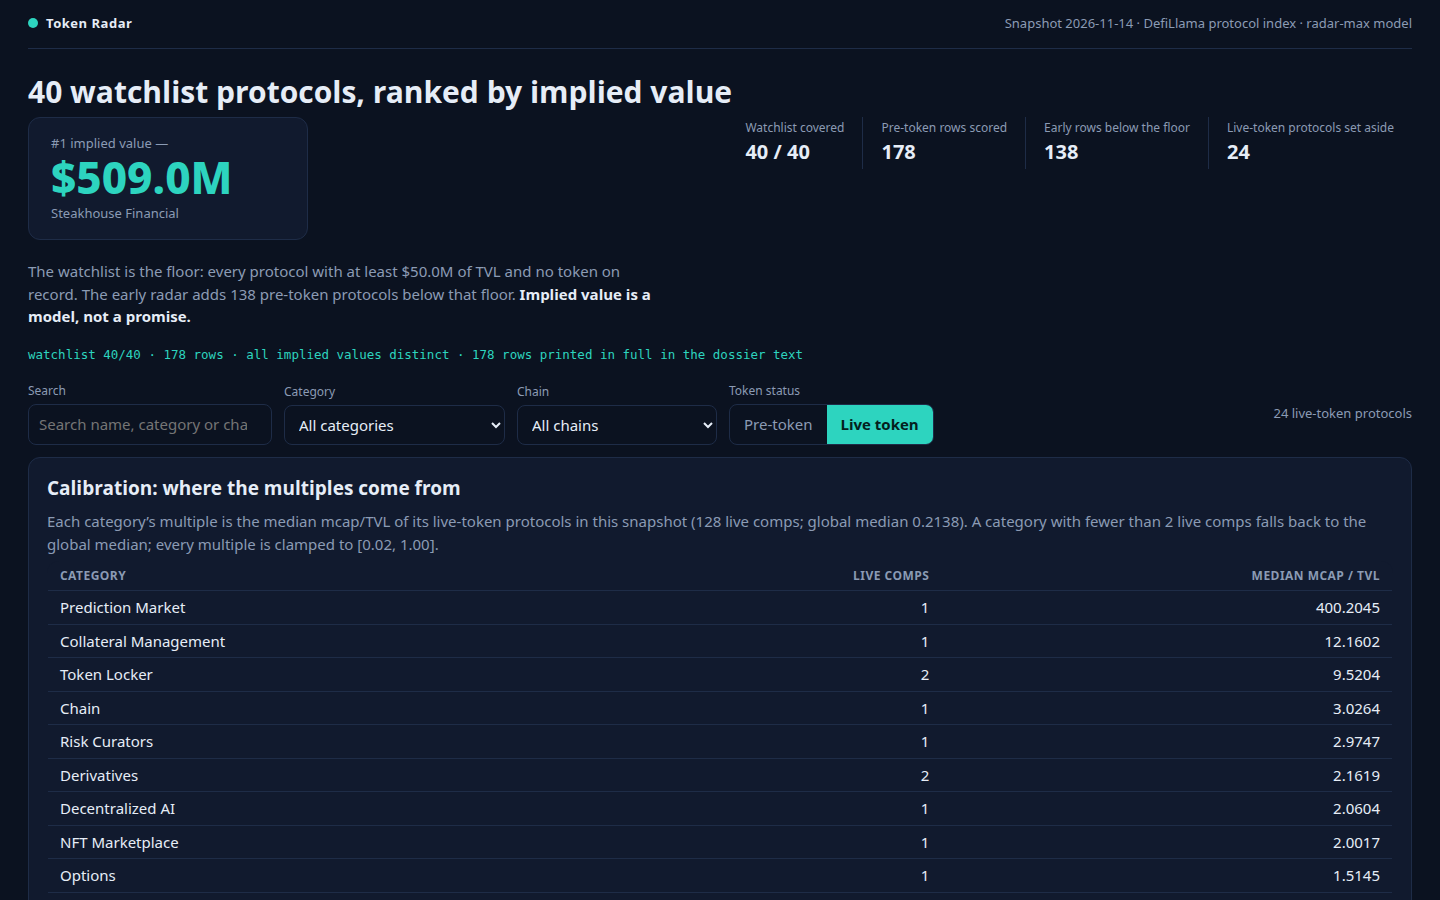 Token Radar
Snapshot 2026-11-14 · DefiLlama protocol index · radar-max model
40 watchlist protocols, ranked by implied value
#1 implied value —
$509.0M
Steakhouse Financial
Watchlist covered
40 / 40
Pre-token rows scored
178
Early rows below the floor
138
Live-token protocols set aside
24
The watchlist is the floor: every protocol with at least $50.0M of TVL and no token on
record. The early radar adds 138 pre-token protocols below that floor. Implied value is a
model, not a promise.
watchlist 40/40 · 178 rows · all implied values distinct · 178 rows printed in full in the dossier text
Search
Search name, category or cha
Category
All categories
Chain
All chains
Token status
Pre-token
Live token
24 live-token protocols
Calibration: where the multiples come from
Each category's multiple is the median mcap/TVL of its live-token protocols in this snapshot (128 live comps; global median 0.2138). A category with fewer than 2 live comps falls back to the
global median; every multiple is clamped to [0.02, 1.00].
CATEGORY LIVE COMPS MEDIAN MCAP / TVL
Prediction Market 1 400.2045
Collateral Management 1 12.1602
Token Locker 2 9.5204
Chain 1 3.0264
Risk Curators 1 2.9747
Derivatives 2 2.1619
Decentralized AI 1 2.0604
NFT Marketplace 1 2.0017
Options 1 1.5145